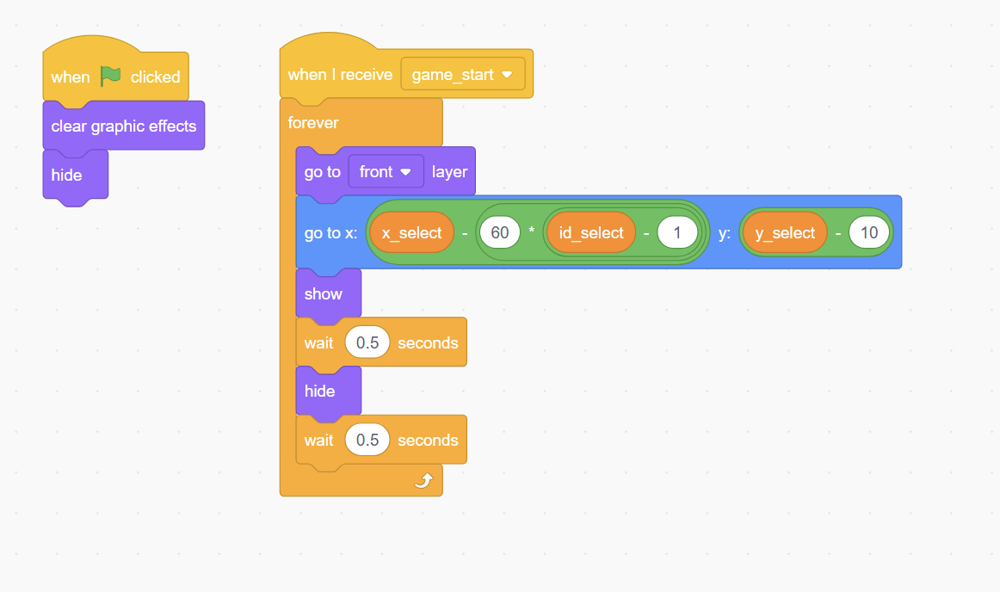 when clicked
clear graphic effects
hide
when I receive game_start
forever
go to front layer
go to x: x_select - 60 * id_select - 1 y: y_select - 10
show
wait 0.5 seconds
hide
wait 0.5 seconds